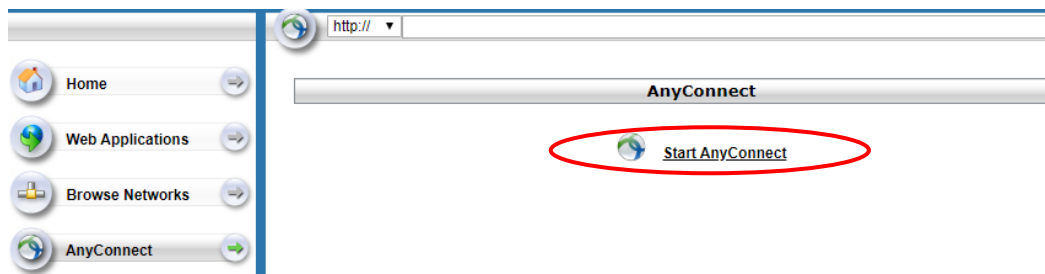 http://
Home
Web Applications
Browse Networks
AnyConnect
AnyConnect
Start AnyConnect